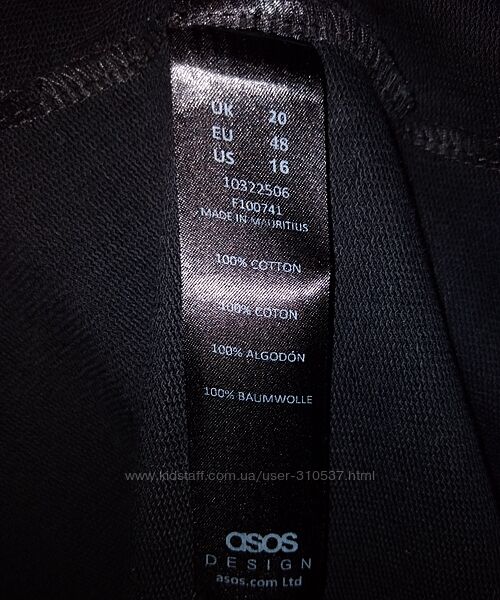 UK 20
EU 48
US 16
10322506
F100741
MADE IN MAURITIUS
100% COTTON
100% COTON
100% ALGODÓN
100% BAUMWOLLE
www.kidstaff.com.ua/user-310537.html
asos
DESIGN
asos.com Ltd